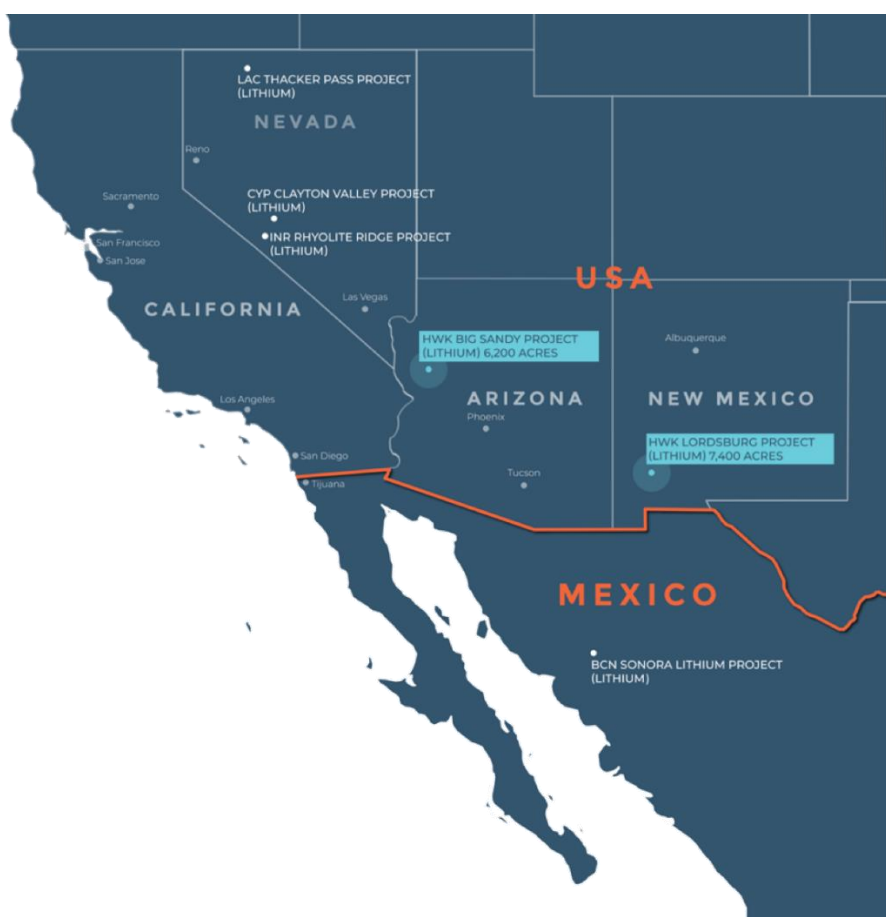 LAC THACKER PASS PROJECT
(LITHIUM)
NEVADA
Reno
CYP CLAYTON VALLEY PROJECT
(LITHIUM)
Sacramento
INR RHYOLITE RIDGE PROJECT
(LITHIUM)
San Francisco
San Jose
USA
Las Vegas
CALIFORNIA
HWK BIG SANDY PROJECT
(LITHIUM) 6,200 ACRES
Albuquerque
ARIZONA
NEW MEXICO
Los Angeles
Phoenix
HWK LORDSBURG PROJECT
(LITHIUM) 7,400 ACRES
San Diego
Tucson
Tijuana
MEXICO
BCN SONORA LITHIUM PROJECT
(LITHIUM)